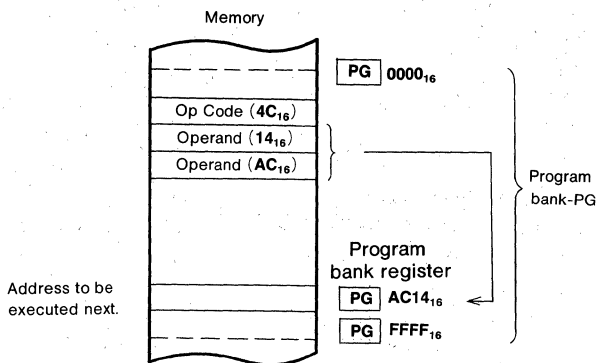 Memory
PG 0000₁₆
Op Code (4C₁₆)
Operand (14₁₆)
Operand (AC₁₆)
Program
bank-PG
Program
bank register
Address to be
executed next.
PG AC14₁₆
PG FFFF₁₆